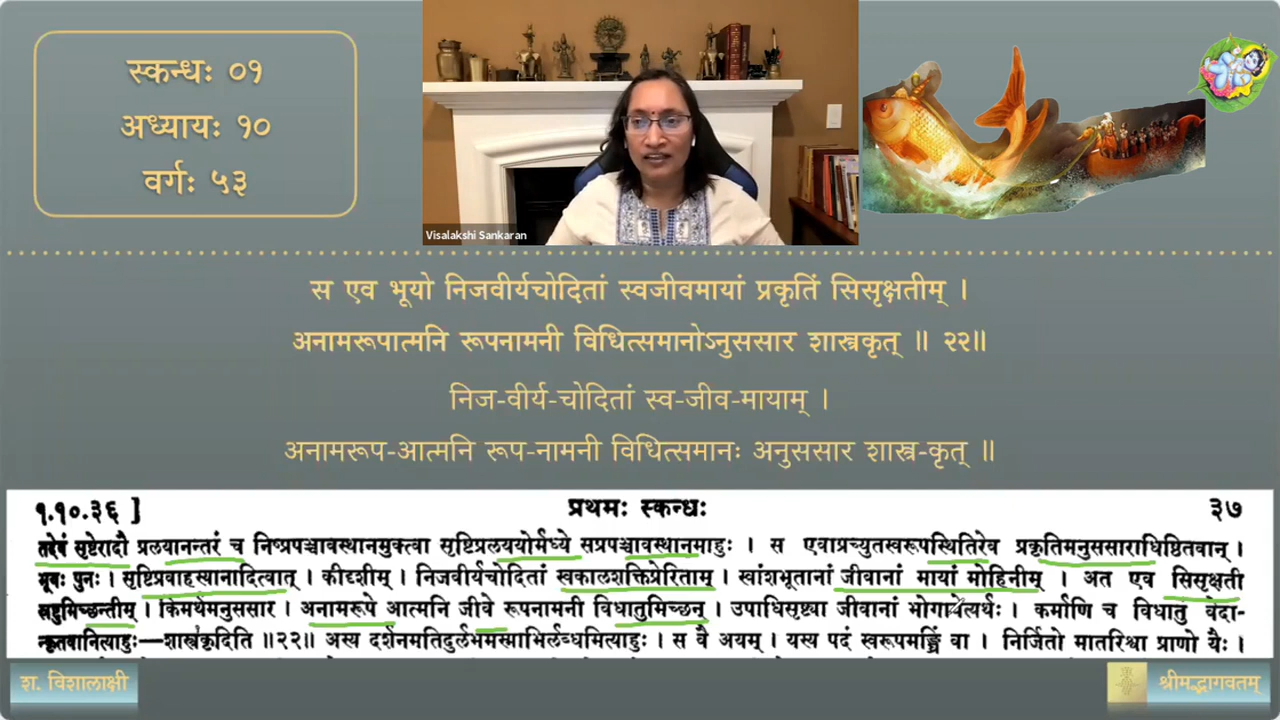 स्कन्धः ०१
अध्यायः १०
वर्गः ५३
Visalakshi Sankaran
स एव भूयो निजवीर्यचोदितां स्वजीवमायां प्रकृतिं सिसृक्षतीम् ।
अनामरूपात्मनि रूपनामनी विधित्समानोऽनुससार शास्त्रकृत् ॥ २२॥
निज-वीर्य-चोदितां स्व-जीव-मायाम् ।
अनामरूप-आत्मनि रूप-नामनी विधित्समानः अनुससार शास्त्र-कृत् ॥
१.१०.३६ ] प्रथमः स्कन्धः ३७
तदेवं सृष्टेरादौ प्रलयानन्तरं च निष्प्रपञ्चावस्थानमुक्त्वा सृष्टिप्रलययोर्मध्ये सप्रपञ्चावस्थानमाहुः । स एवाप्रच्युतस्वरूपस्थितिरेव प्रकृतिमनुससाराधिष्ठितवान् ।
भूयः पुनः । सृष्टिप्रवाहस्यानादित्वात् । कीदृशीम् । निजवीर्यचोदितां स्वकालशक्तिप्रेरिताम् । स्वांशभूतानां जीवानां मायां मोहिनीम् । अत एव सिसृक्षतीं
स्रष्टुमिच्छन्तीम् । किमर्थमनुससार । अनामरूपे आत्मनि जीवे रूपनामनी विधातुमिच्छन् । उपाधिसृष्ट्या जीवानां भोगायेत्यर्थः । कर्माणि च विधातुं वेदा-
न्कृतवानित्याहुः—शास्त्रकृदिति ॥२२॥ अस्य दर्शनमतिदुर्लभमस्माभिर्लब्धमित्याहुः । स वै अयम् । यस्य पदं स्वरूपमङ्घ्रिं वा । निर्जितो मातरिश्वा प्राणो यैः ।
श. विशालाक्षी
श्रीमद्भागवतम्